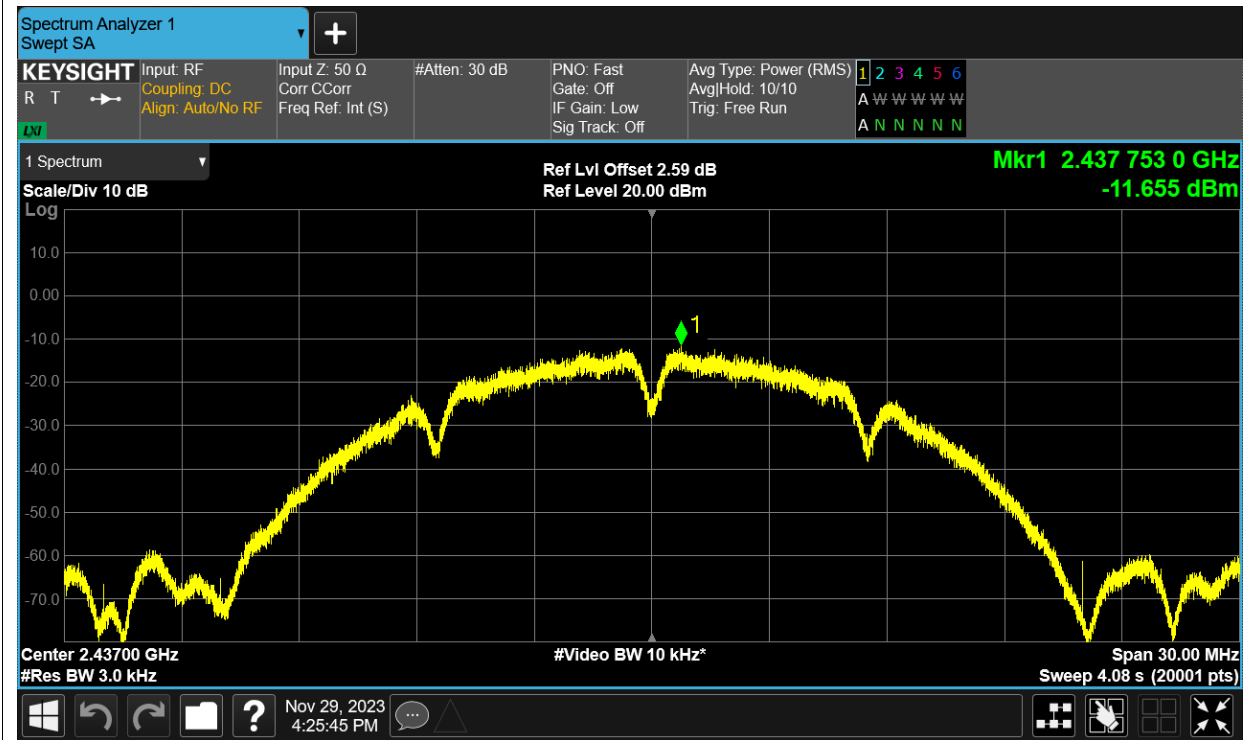 Spectrum Analyzer 1
Swept SA
▼
+
KEYSIGHT
R T
LXI
Input: RF
Coupling: DC
Align: Auto/No RF
Input Z: 50 Ω
Corr CCorr
Freq Ref: Int (S)
#Atten: 30 dB
PNO: Fast
Gate: Off
IF Gain: Low
Sig Track: Off
Avg Type: Power (RMS)
Avg|Hold: 10/10
Trig: Free Run
1 2 3 4 5 6
A W W W W W
A N N N N N
1 Spectrum ▼
Scale/Div 10 dB
Log
Ref Lvl Offset 2.59 dB
Ref Level 20.00 dBm
Mkr1 2.437 753 0 GHz
-11.655 dBm
10.0
0.00
-10.0
-20.0
-30.0
-40.0
-50.0
-60.0
-70.0
1
Center 2.43700 GHz
#Res BW 3.0 kHz
#Video BW 10 kHz*
Span 30.00 MHz
Sweep 4.08 s (20001 pts)
?
Nov 29, 2023
4:25:45 PM